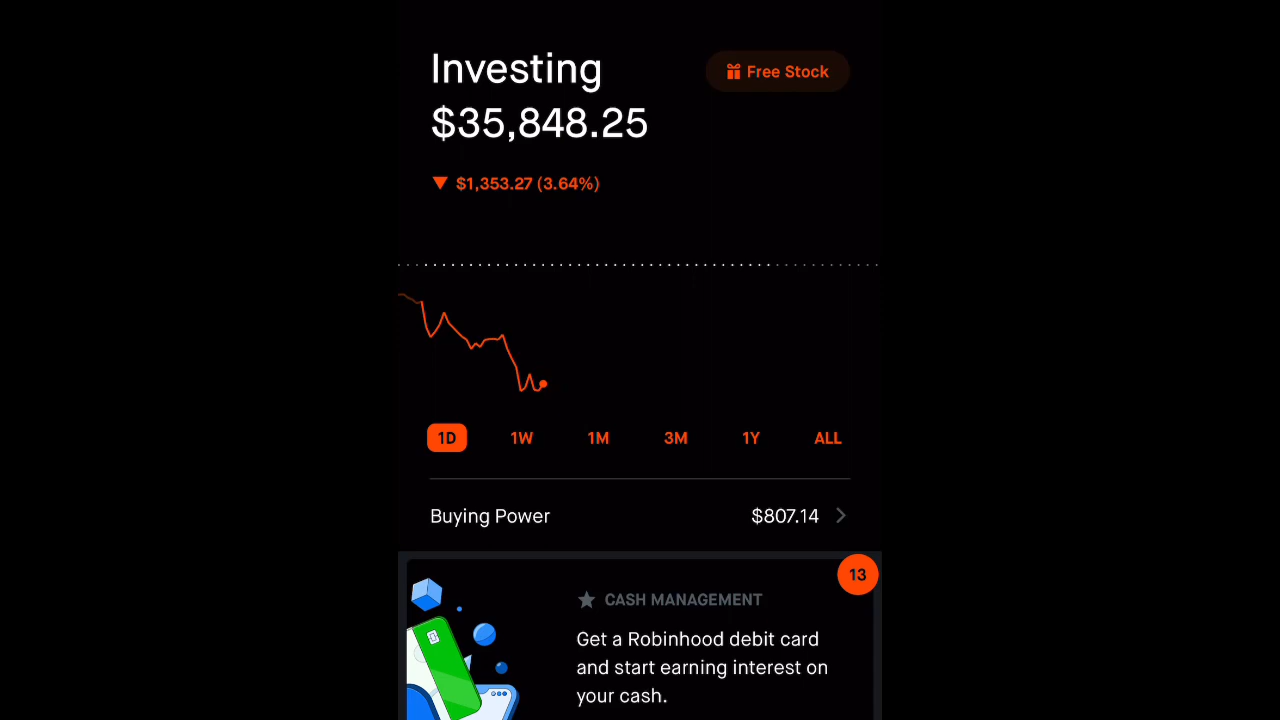 Investing
Free Stock
$35,848.25
▼ $1,353.27 (3.64%)
1D 1W 1M 3M 1Y ALL
Buying Power $807.14
13
CASH MANAGEMENT
Get a Robinhood debit card
and start earning interest on
your cash.